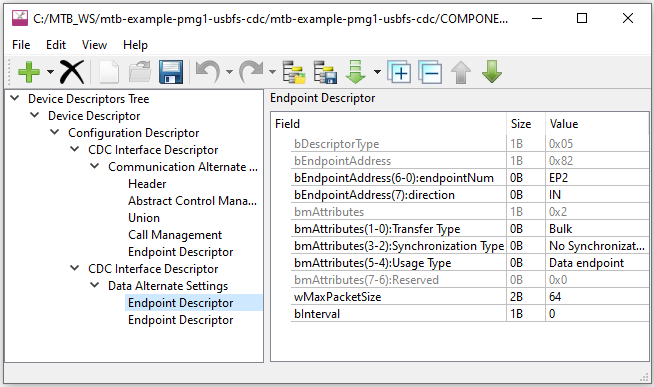 C:/MTB_WS/mtb-example-pmg1-usbfs-cdc/mtb-example-pmg1-usbfs-cdc/COMPONE...
File Edit View Help
Device Descriptors Tree
Device Descriptor
Configuration Descriptor
CDC Interface Descriptor
Communication Alternate ...
Header
Abstract Control Mana...
Union
Call Management
Endpoint Descriptor
CDC Interface Descriptor
Data Alternate Settings
Endpoint Descriptor
Endpoint Descriptor
Endpoint Descriptor
Field Size Value
bDescriptorType 1B 0x05
bEndpointAddress 1B 0x82
bEndpointAddress(6-0):endpointNum 0B EP2
bEndpointAddress(7):direction 0B IN
bmAttributes 1B 0x2
bmAttributes(1-0):Transfer Type 0B Bulk
bmAttributes(3-2):Synchronization Type 0B No Synchronizat...
bmAttributes(5-4):Usage Type 0B Data endpoint
bmAttributes(7-6):Reserved 0B 0x0
wMaxPacketSize 2B 64
bInterval 1B 0